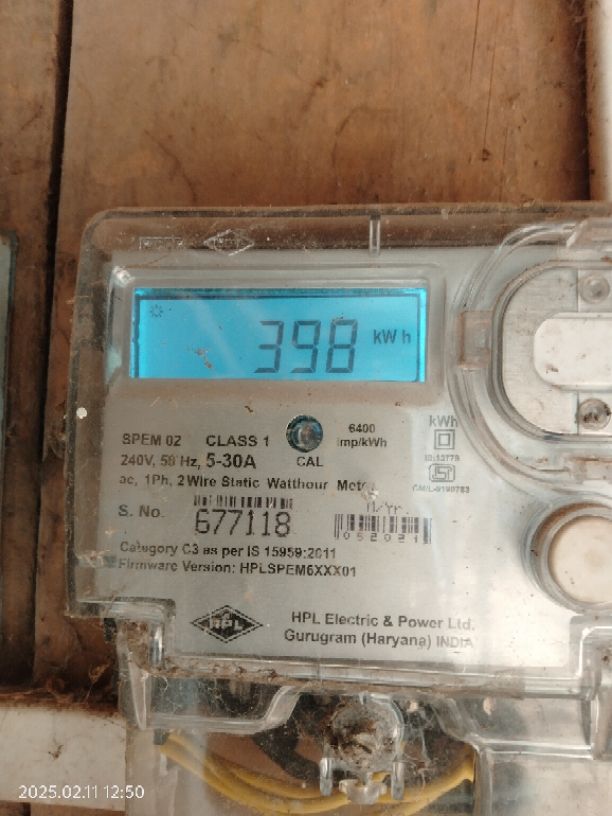 398 kWh
SPEM 02 CLASS 1
6400
imp/kWh
kWh
240V, 50 Hz, 5-30A
CAL
ac, 1Ph, 2 Wire Static Watthour Meter
M/Yr.
S. No. 677118
052021
Category C3 as per IS 15959:2011
Firmware Version: HPLSPEM6XXX01
HPL
HPL Electric & Power Ltd.
Gurugram (Haryana) INDIA
2025.02.11 12:50